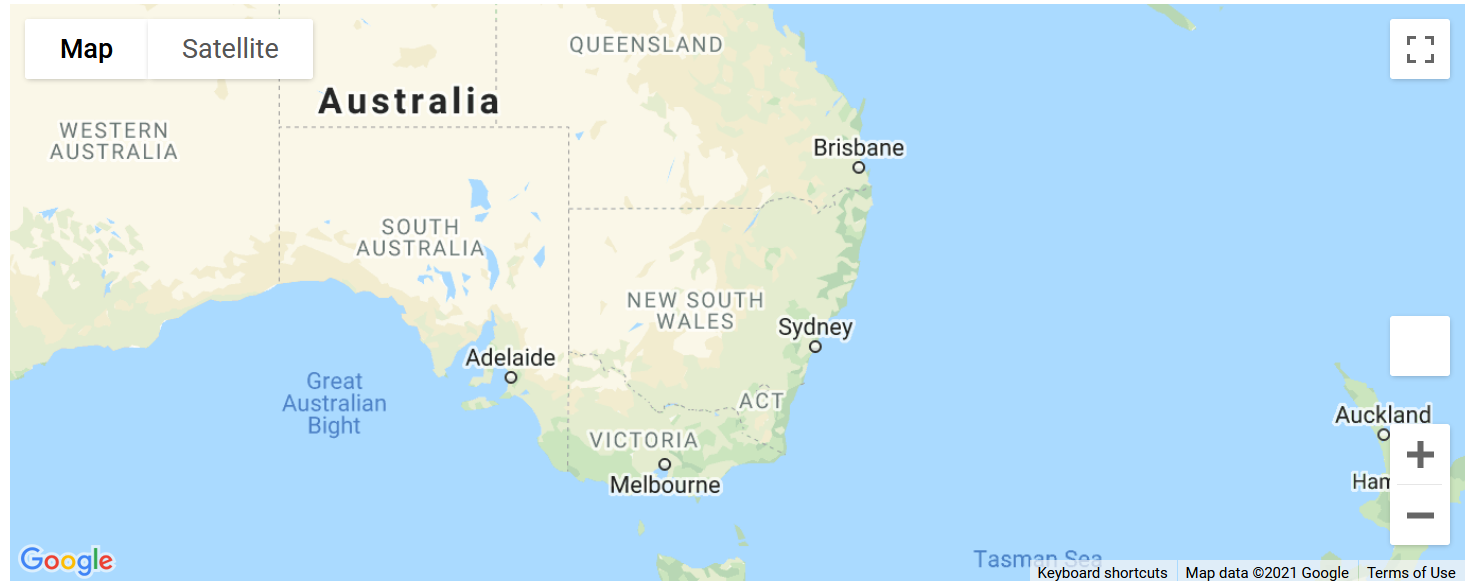 Map
Satellite
QUEENSLAND
Australia
WESTERN
AUSTRALIA
Brisbane
SOUTH
AUSTRALIA
NEW SOUTH
WALES
Sydney
Adelaide
Great
Australian
Bight
ACT
Auckland
VICTORIA
Melbourne
Ham
Tasman Sea
Google
Keyboard shortcuts
Map data ©2021 Google
Terms of Use